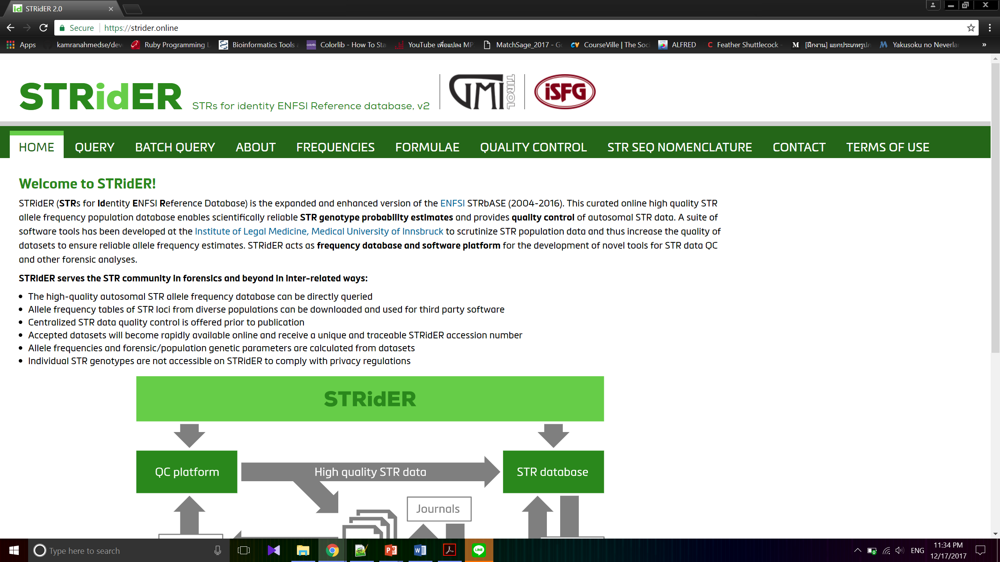 id STRidER 2.0
Secure https://strider.online
Apps kamranahmedse/dev Ruby Programming L Bioinformatics Tools a colorlib Colorlib - How To Sta YouTube เพื่อแปลง MP MatchSage_2017 - Go CV CourseVille | The Soci ALFRED C Feather Shuttlecock - M [ฝึกงาน] แยกประเภทรูปภ Yakusoku no Neverla »
STRidER STRs for identity ENFSI Reference database, v2 GMI TIROL iSFG
HOME QUERY BATCH QUERY ABOUT FREQUENCIES FORMULAE QUALITY CONTROL STR SEQ NOMENCLATURE CONTACT TERMS OF USE
Welcome to STRidER!
STRidER (STRs for Identity ENFSI Reference Database) is the expanded and enhanced version of the ENFSI STRbASE (2004-2016). This curated online high quality STR
allele frequency population database enables scientifically reliable STR genotype probability estimates and provides quality control of autosomal STR data. A suite of
software tools has been developed at the Institute of Legal Medicine, Medical University of Innsbruck to scrutinize STR population data and thus increase the quality of
datasets to ensure reliable allele frequency estimates. STRidER acts as frequency database and software platform for the development of novel tools for STR data QC
and other forensic analyses.
STRidER serves the STR community in forensics and beyond in inter-related ways:
• The high-quality autosomal STR allele frequency database can be directly queried
• Allele frequency tables of STR loci from diverse populations can be downloaded and used for third party software
• Centralized STR data quality control is offered prior to publication
• Accepted datasets will become rapidly available online and receive a unique and traceable STRidER accession number
• Allele frequencies and forensic/population genetic parameters are calculated from datasets
• Individual STR genotypes are not accessible on STRidER to comply with privacy regulations
STRidER
QC platform High quality STR data STR database
Journals
Type here to search LINE ENG 11:34 PM
12/17/2017